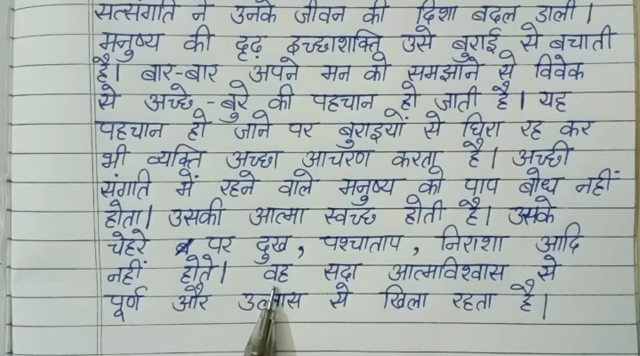 सत्संगति ने उनके जीवन की दिशा बदल डाली।
मनुष्य की दृढ़ इच्छाशक्ति उसे बुराई से बचाती
है। बार-बार अपने मन को समझाने से विवेक
से अच्छे-बुरे की पहचान हो जाती है। यह
पहचान हो जाने पर बुराइयों से घिरा रह कर
भी व्यक्ति अच्छा आचरण करता है। अच्छी
संगति में रहने वाले मनुष्य को पाप बोध नहीं
होता। उसकी आत्मा स्वच्छ होती है। उसके
चेहरे पर दुख, पश्चाताप, निराशा आदि
नहीं होते। वह सदा आत्मविश्वास से
पूर्ण और उल्लास से खिला रहता है।